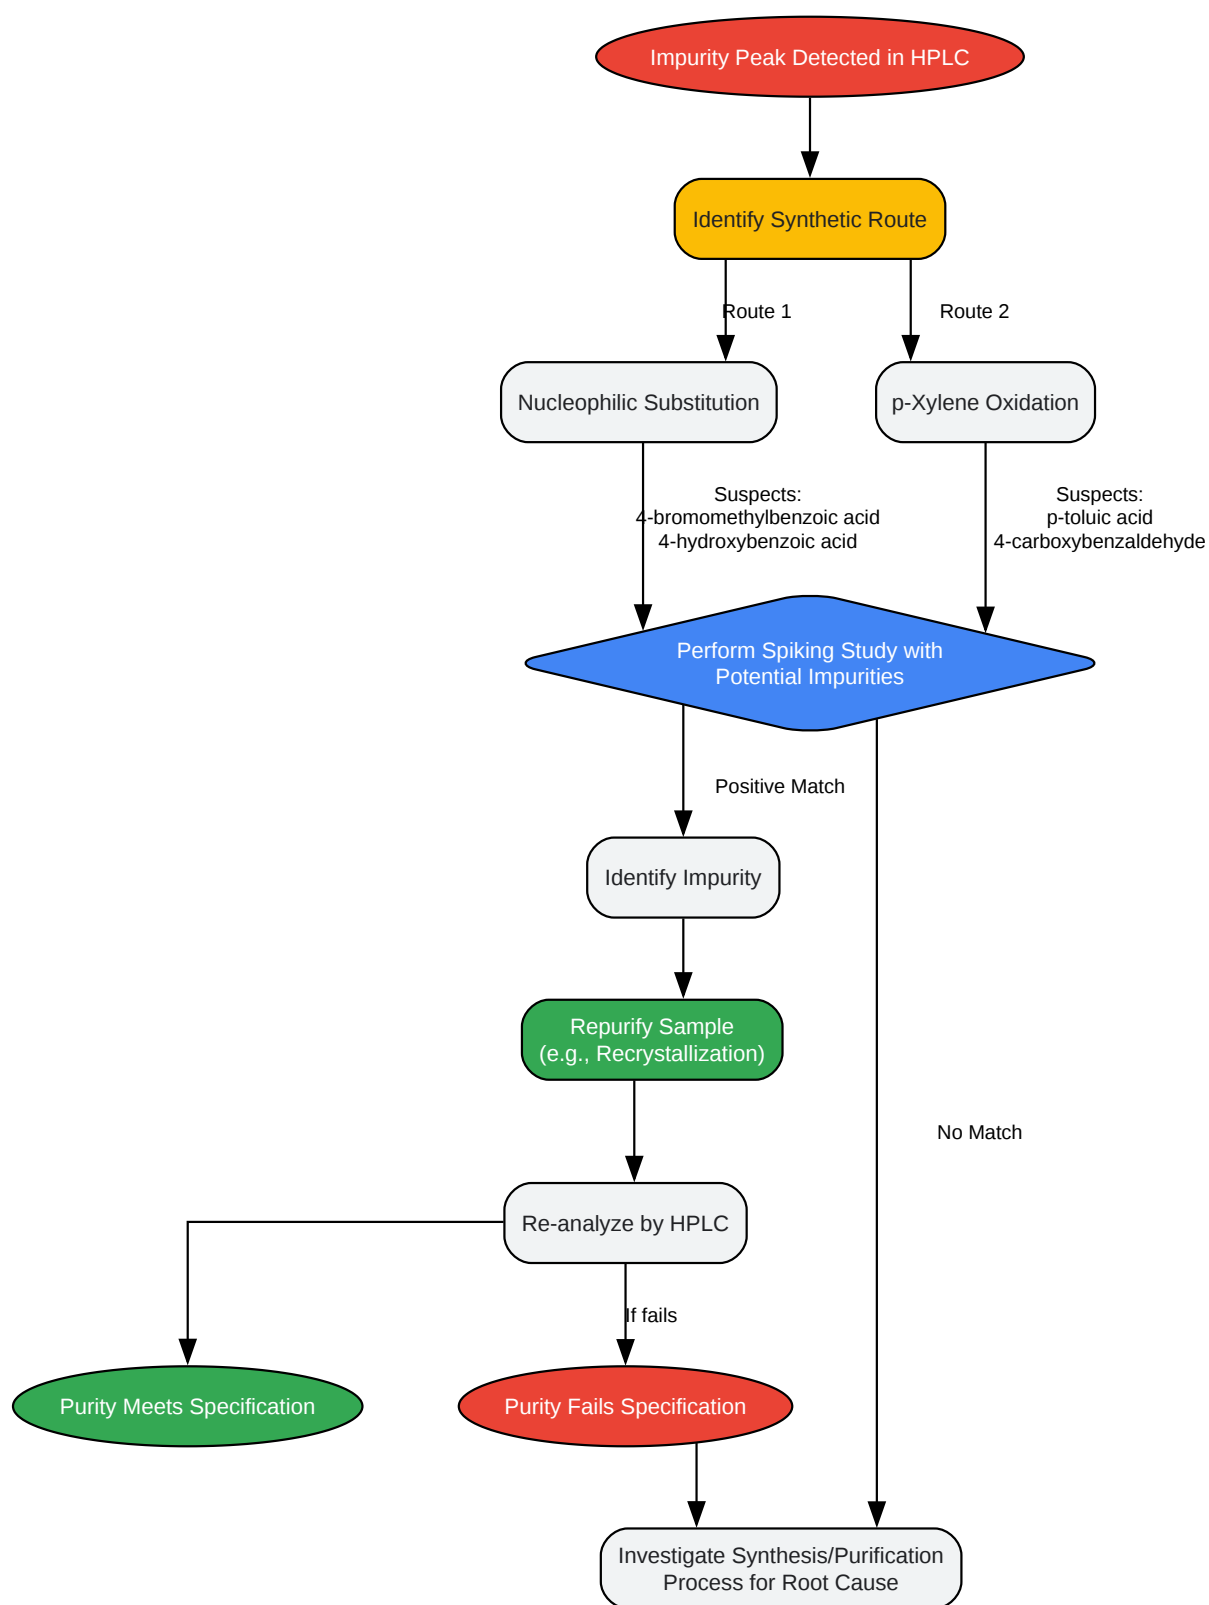 Impurity Peak Detected in HPLC
Identify Synthetic Route
Route 1
Route 2
Nucleophilic Substitution
p-Xylene Oxidation
Suspects:
4-bromomethylbenzoic acid
4-hydroxybenzoic acid
Suspects:
p-toluic acid
4-carboxybenzaldehyde
Perform Spiking Study with
Potential Impurities
Positive Match
Identify Impurity
Repurify Sample
(e.g., Recrystallization)
No Match
Re-analyze by HPLC
If fails
Purity Meets Specification
Purity Fails Specification
Investigate Synthesis/Purification
Process for Root Cause